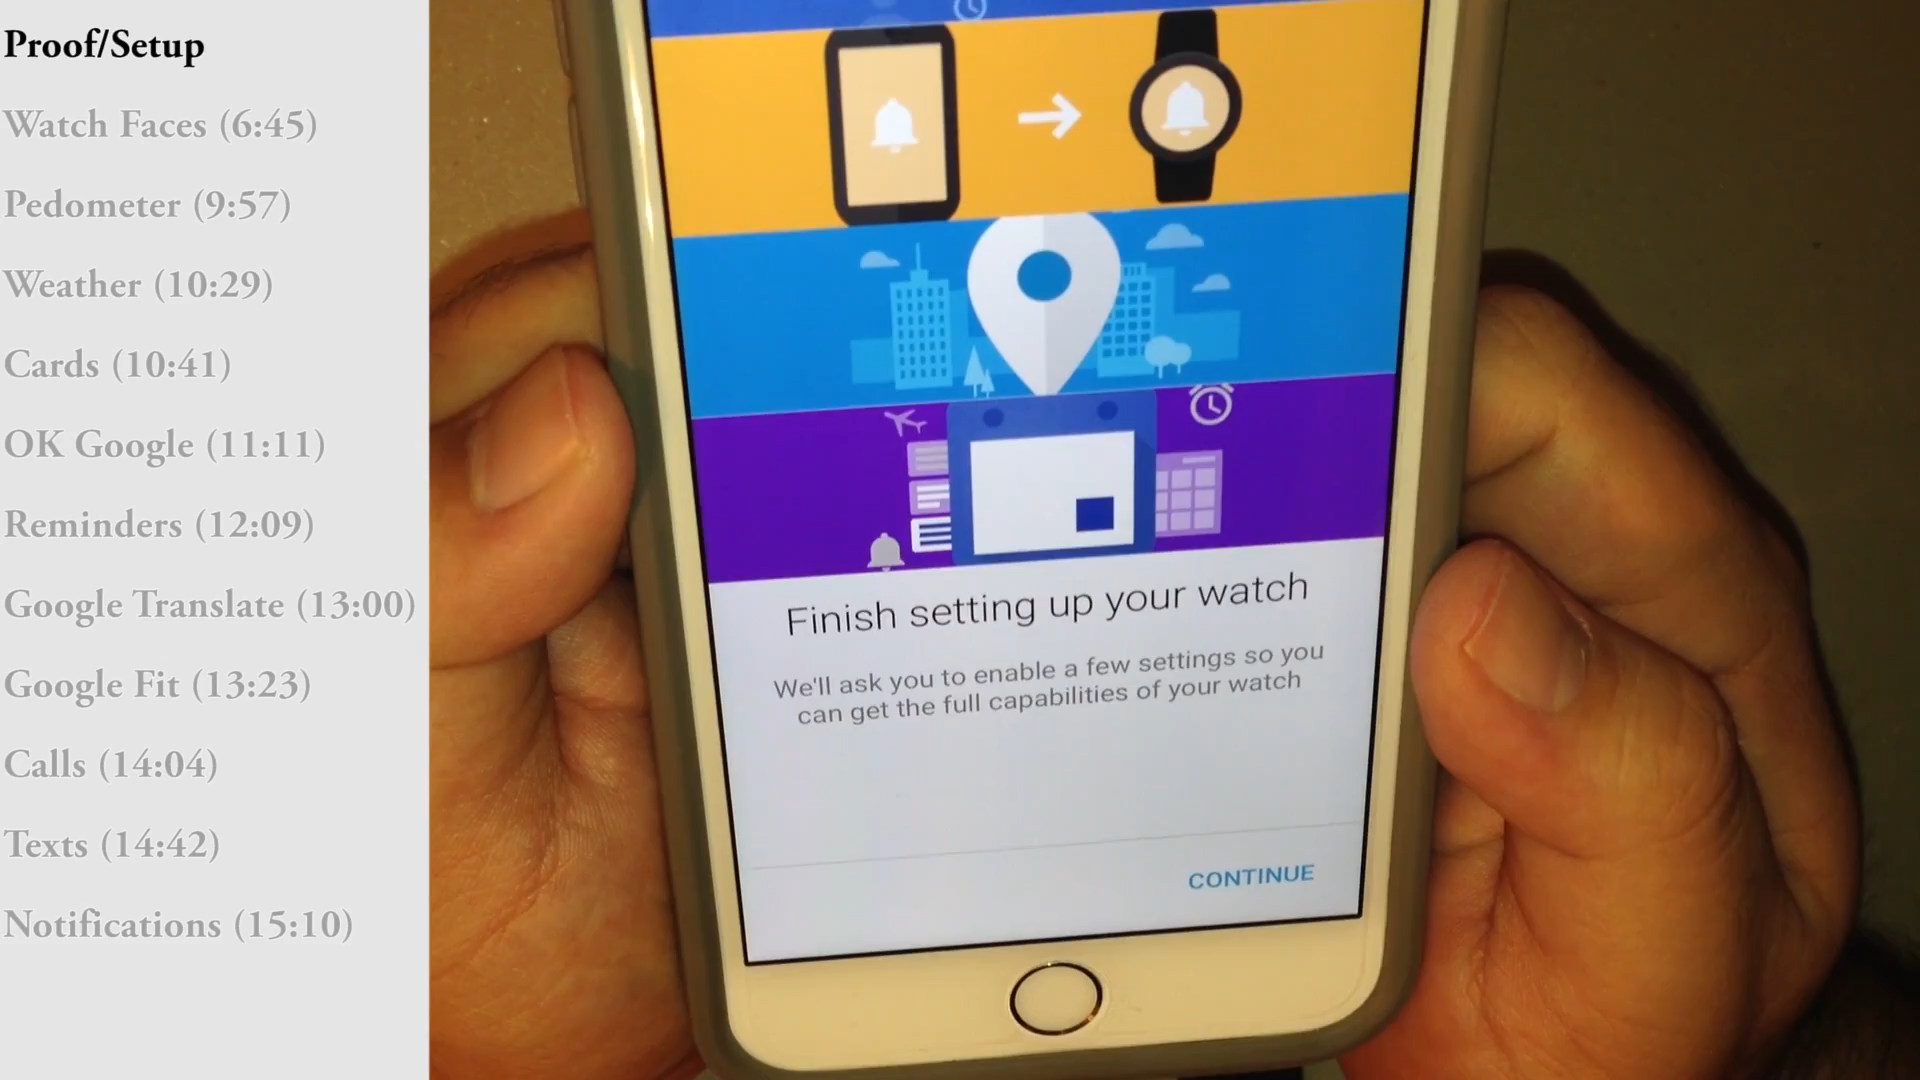 Proof/Setup
Watch Faces (6:45)
Pedometer (9:57)
Weather (10:29)
Cards (10:41)
OK Google (11:11)
Reminders (12:09)
Google Translate (13:00)
Google Fit (13:23)
Calls (14:04)
Texts (14:42)
Notifications (15:10)
Finish setting up your watch
We'll ask you to enable a few settings so you
can get the full capabilities of your watch
CONTINUE